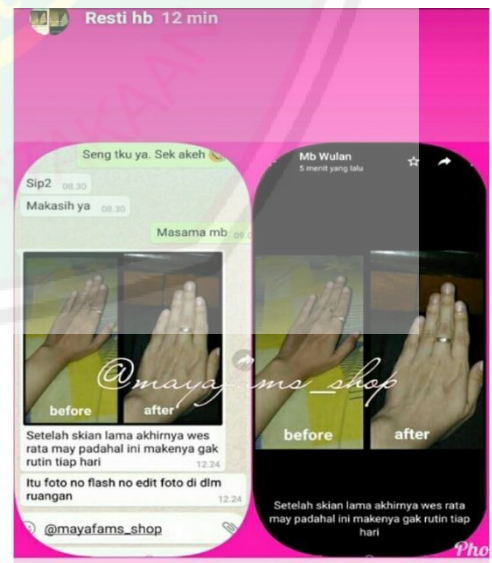 Resti hb 12 min
Seng tku ya. Sek akeh
Sip2 08.30
Makasih ya 08.30
Masama mb 09.0
before
after
Setelah skian lama akhirnya wes
rata may padahal ini makenya gak
rutin tiap hari
12.24
Itu foto no flash no edit foto di dlm
ruangan
12.24
@mayafams_shop
Mb Wulan
5 menit yang lalu
before
after
Setelah skian lama akhirnya wes rata
may padahal ini makenya gak rutin tiap
hari
@mayafams_shop
Pho